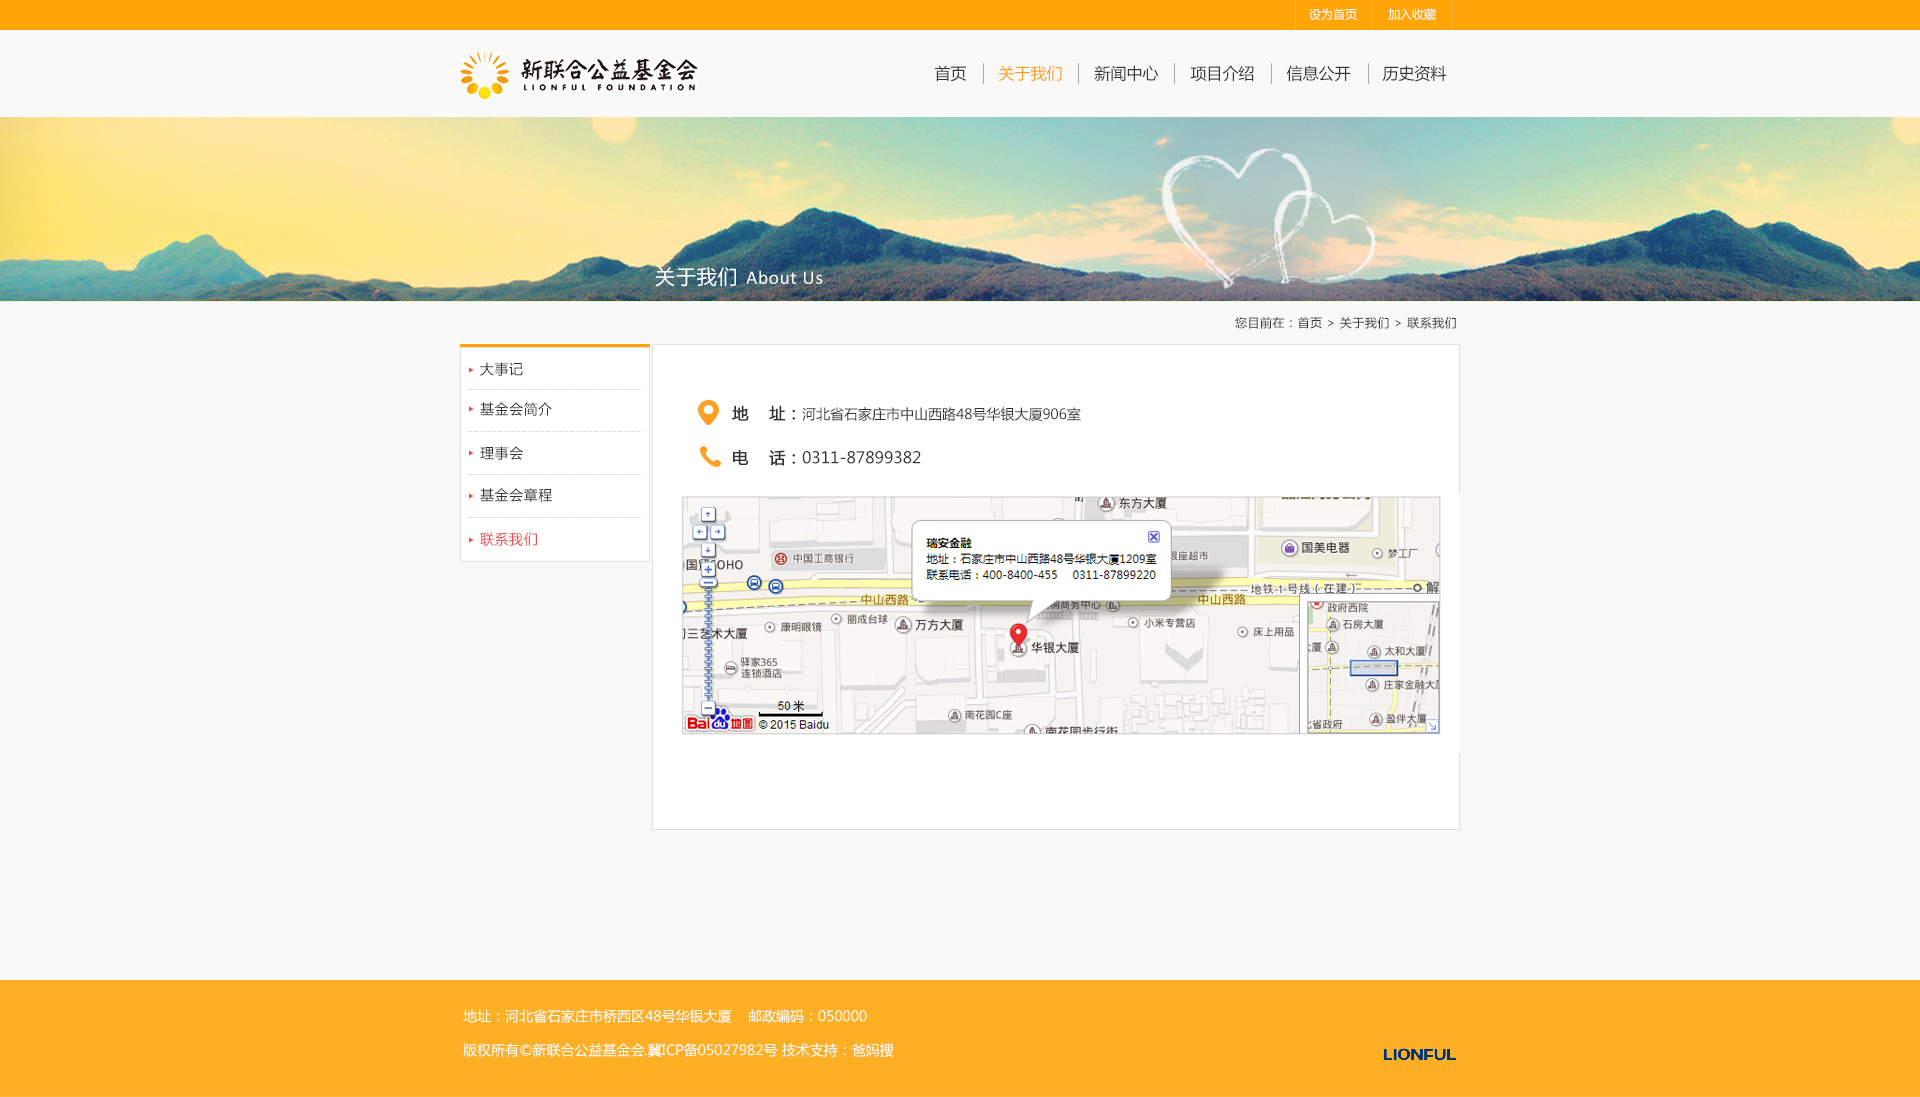 设为首页 加入收藏
新联合公益基金会
LIONFUL FOUNDATION
首页 关于我们 新闻中心 项目介绍 信息公开 历史资料
关于我们 About Us
您目前在：首页 > 关于我们 > 联系我们
大事记
基金会简介
理事会
基金会章程
联系我们
地 址：河北省石家庄市中山西路48号华银大厦906室
电 话：0311-87899382
东方大厦
瑞安金融
地址：石家庄市中山西路48号华银大厦1209室
联系电话：400-8400-455 0311-87899220
中国工商银行
银座超市
国美电器
梦工厂
OHO
地铁1号线(在建)
解
中山西路
中山西路
商务中心
政府西院
康明眼镜
丽成台球
万方大厦
小米专营店
床上用品
石房大厦
三艺术大厦
华银大厦
大厦
太和大厦
驿家365
连锁酒店
庄家金融大
50 米
南花园C座
盈伴大厦
Bai du 地图
© 2015 Baidu
省政府
南花园步行街
地址：河北省石家庄市桥西区48号华银大厦 邮政编码：050000
版权所有©新联合公益基金会.冀ICP备05027982号 技术支持：爸妈搜
LIONFUL